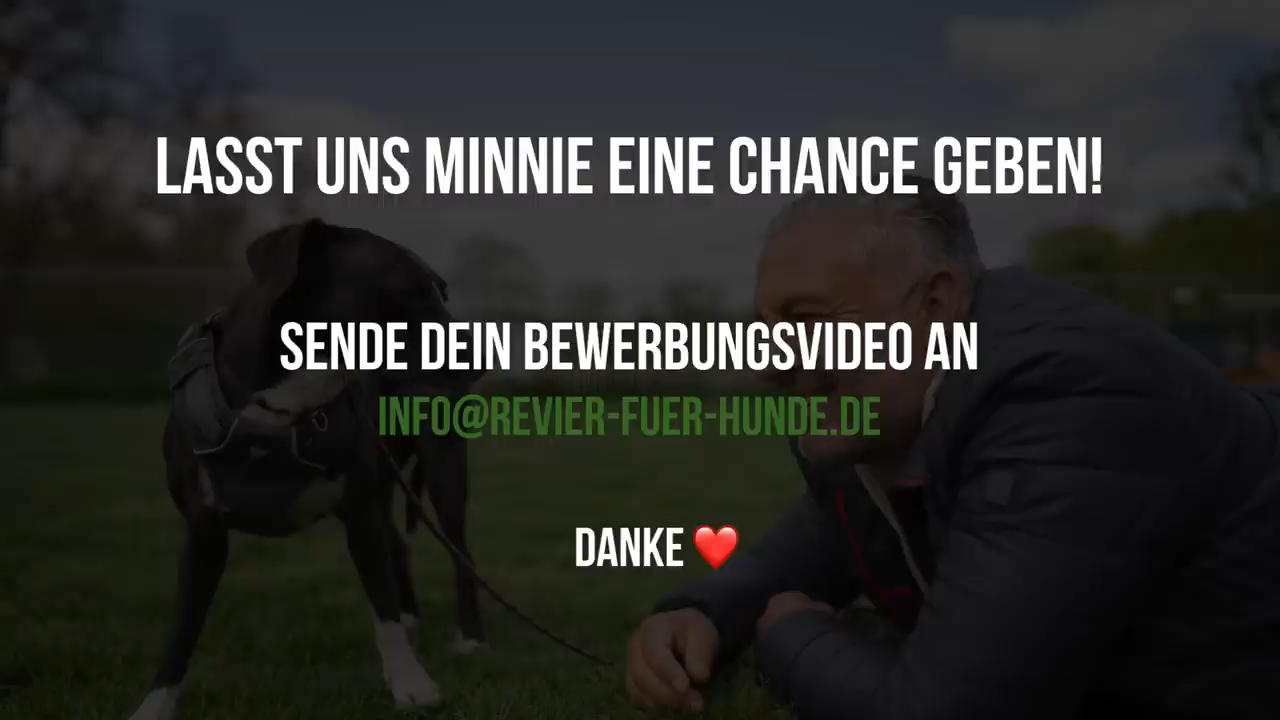 LASST UNS MINNIE EINE CHANCE GEBEN!
SENDE DEIN BEWERBUNGSVIDEO AN
INFO@REVIER-FUER-HUNDE.DE
DANKE ❤️